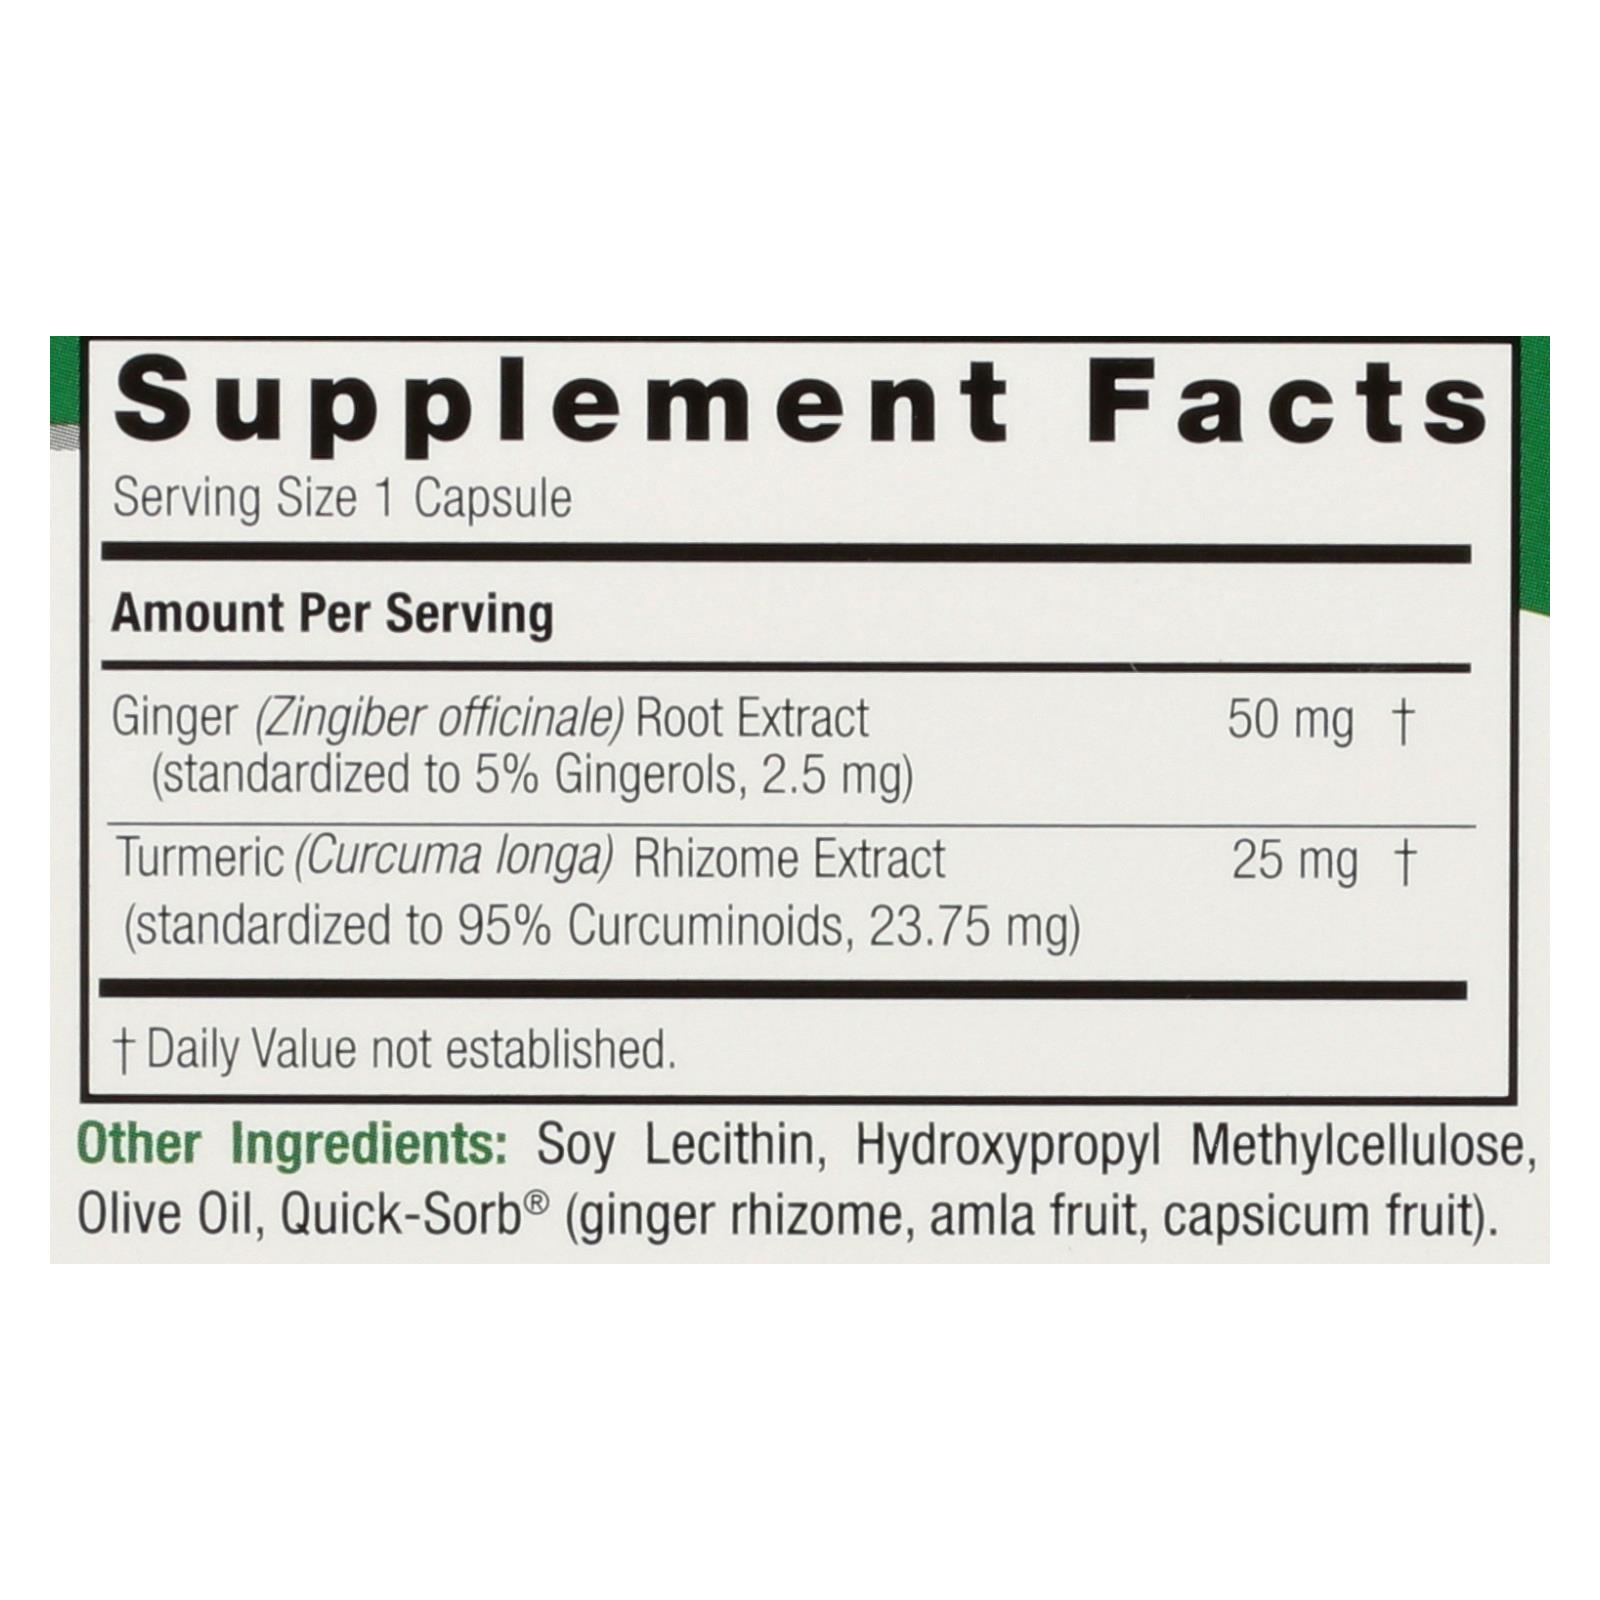 Supplement Facts
Serving Size 1 Capsule
Amount Per Serving
Ginger (Zingiber officinale) Root Extract 50 mg †
(standardized to 5% Gingerols, 2.5 mg)
Turmeric (Curcuma longa) Rhizome Extract 25 mg †
(standardized to 95% Curcuminoids, 23.75 mg)
† Daily Value not established.
Other Ingredients: Soy Lecithin, Hydroxypropyl Methylcellulose,
Olive Oil, Quick-Sorb® (ginger rhizome, amla fruit, capsicum fruit).